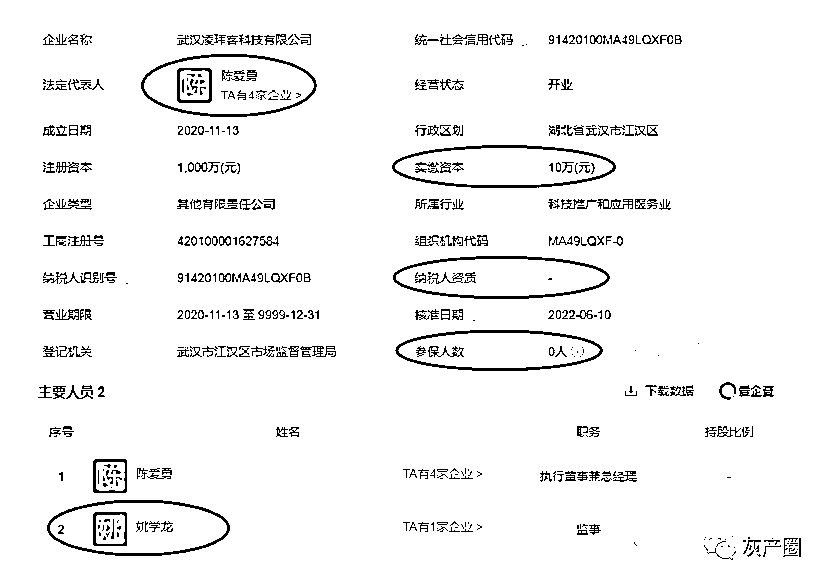 企业名称 武汉凌玤客科技有限公司 统一社会信用代码 91420100MA49LQXF0B
法定代表人 陈 陈爱勇 经营状态 开业
TA有4家企业 >
成立日期 2020-11-13 行政区划 湖北省武汉市江汉区
注册资本 1,000万(元) 实缴资本 10万(元)
企业类型 其他有限责任公司 所属行业 科技推广和应用服务业
工商注册号 420100001627584 组织机构代码 MA49LQXF-0
纳税人识别号 91420100MA49LQXF0B 纳税人资质 -
营业期限 2020-11-13 至 9999-12-31 核准日期 2022-06-10
登记机关 武汉市江汉区市场监督管理局 参保人数 0人
主要人员 2 下载数据 爱企查
序号 姓名 职务 持股比例
1 陈 陈爱勇 TA有4家企业 > 执行董事兼总经理 -
2 姚 姚学龙 TA有1家企业 > 监事
灰产圈